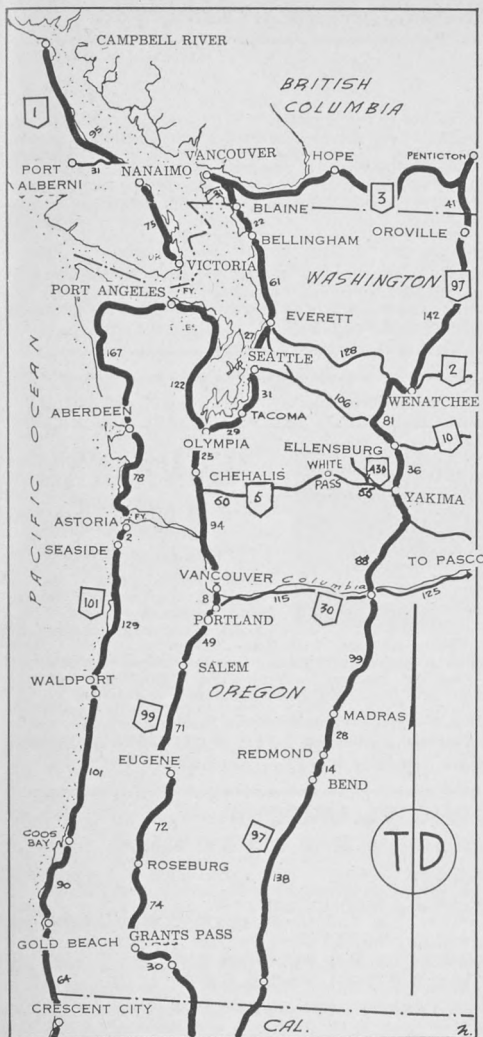 CAMPBELL RIVER
BRITISH
COLUMBIA
1
95
VANCOUVER
HOPE
PENTICTON
PORT
ALBERNI
31
NANAIMO
3
41
BLAINE
22
OROVILLE
75
BELLINGHAM
VICTORIA
WASHINGTON
97
61
PORT ANGELES
FY.
142
EVERETT
27
128
167
SEATTLE
2
122
31
106
WENATCHEE
ABERDEEN
29
TACOMA
81
10
OLYMPIA
ELLENSBURG
25
36
CHEHALIS
WHITE
PASS
78
60
5
YAKIMA
ASTORIA
FY.
94
2
SEASIDE
88
TO PASCO
VANCOUVER
Columbia
125
101
8
115
30
PORTLAND
129
49
99
SALEM
WALDPORT
OREGON
MADRAS
99
71
28
REDMOND
14
EUGENE
BEND
101
72
97
TD
COOS
BAY
138
ROSEBURG
90
74
GOLD BEACH
GRANTS PASS
30
64
CRESCENT CITY
CAL.
PACIFIC OCEAN